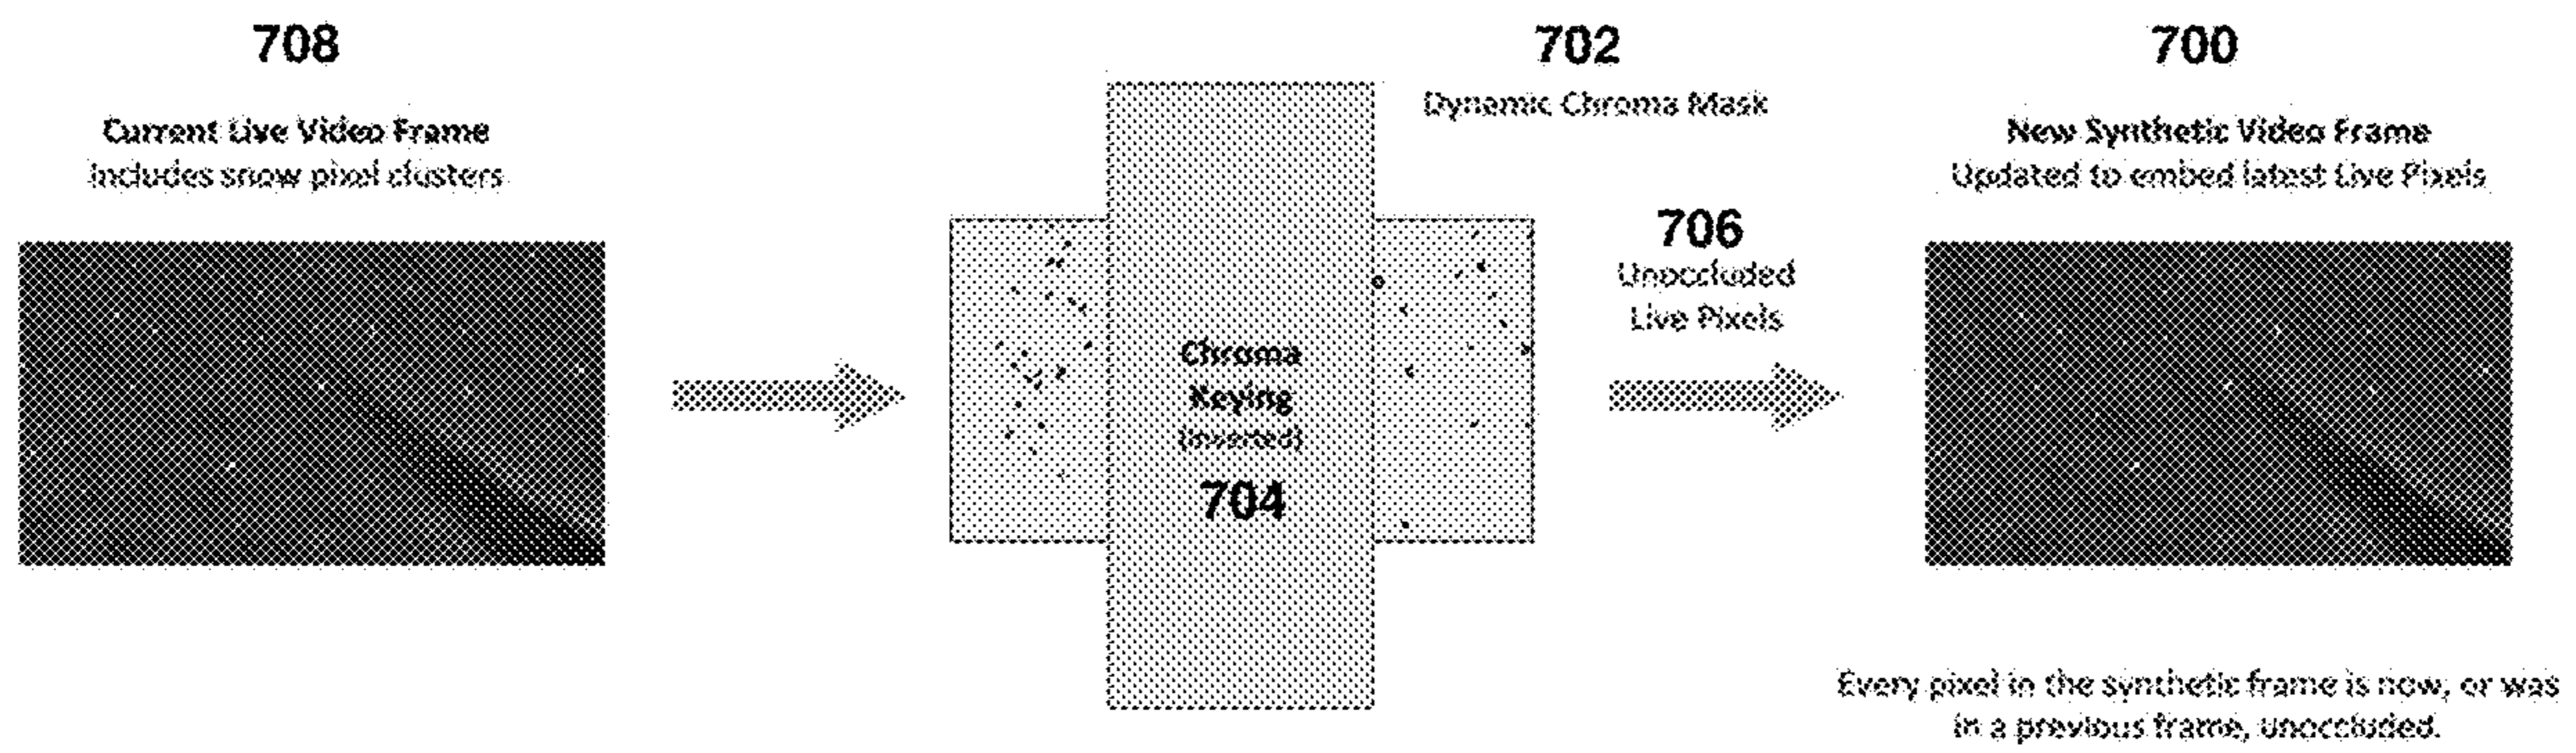 708
Current Live Video Frame
Includes snow pixel clusters
702
Dynamic Chroma Mask
Chroma
Keying
(inserted)
704
706
Unoccluded
Live Pixels
700
New Synthetic Video Frame
Updated to embed latest Live Pixels
Every pixel in the synthetic frame is now, or was
in a previous frame, unoccluded.